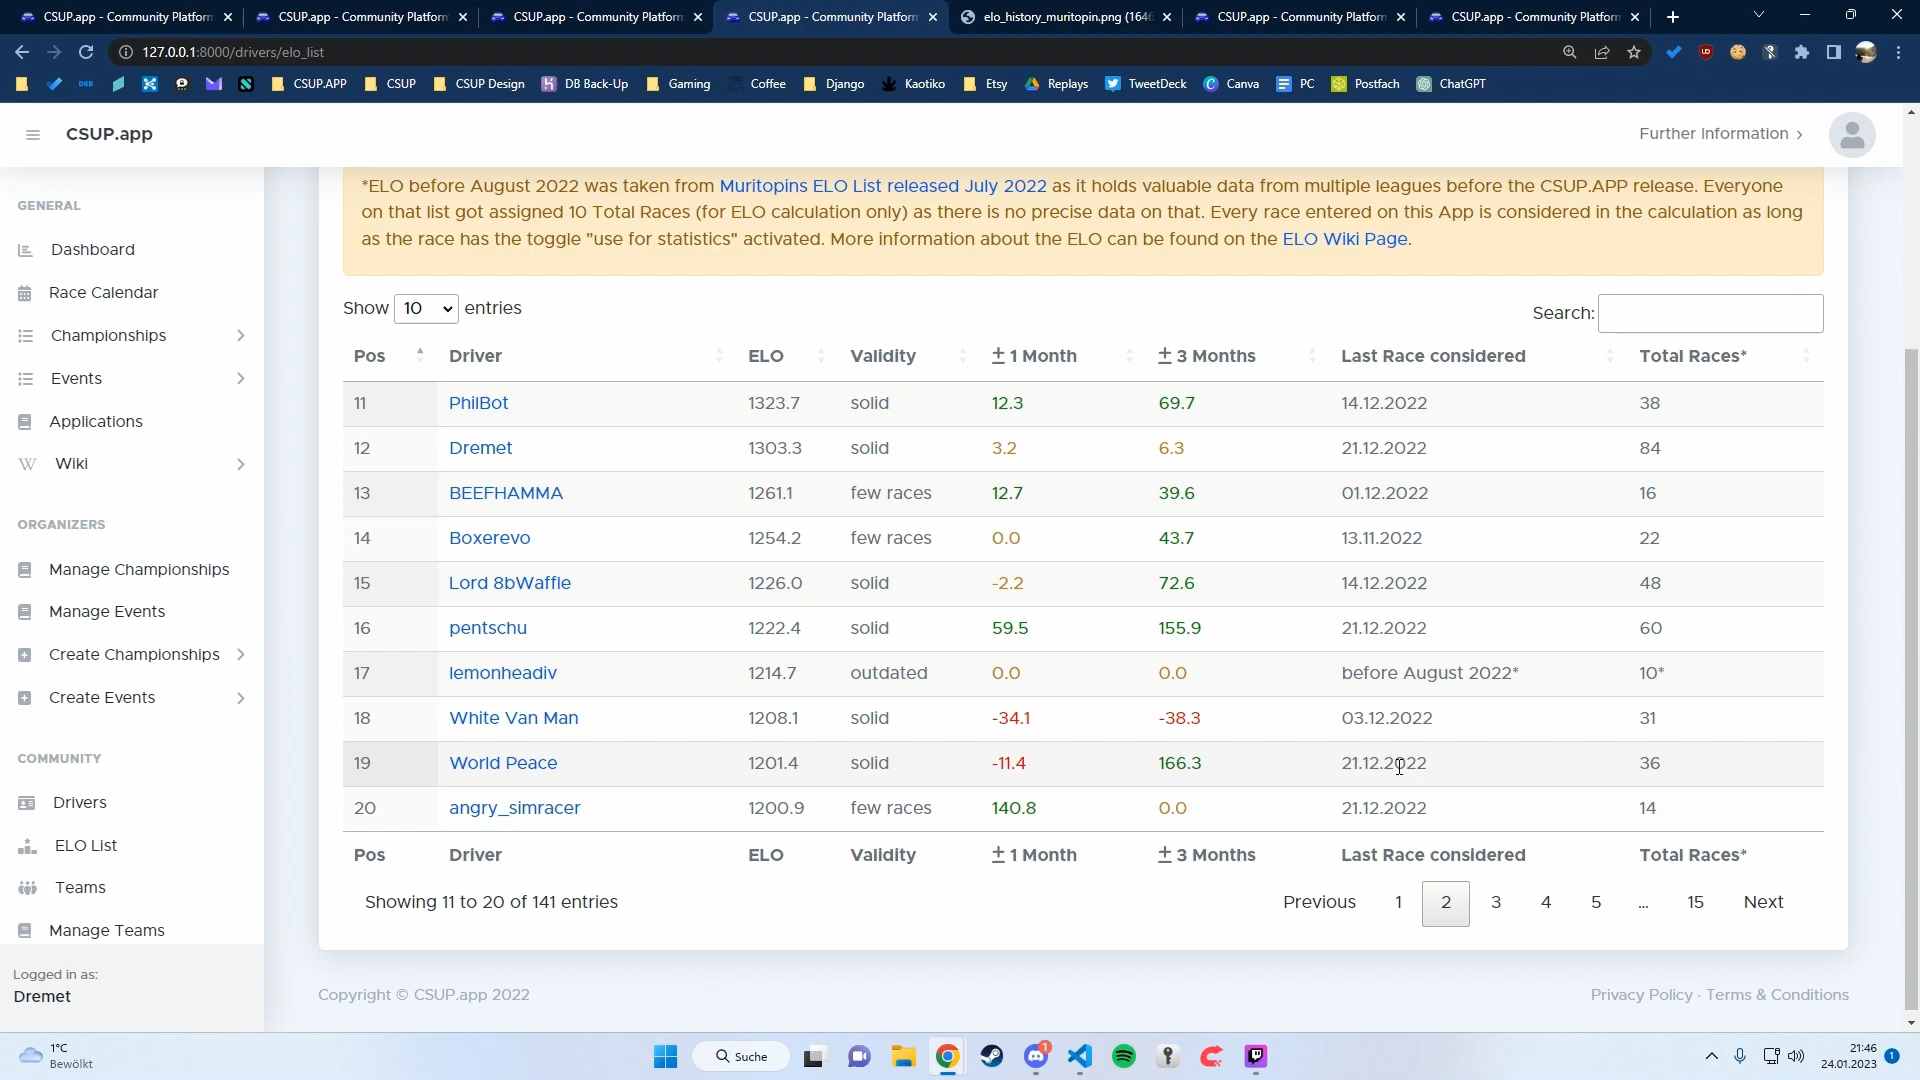 CSUP.app - Community Platform
CSUP.app - Community Platform
CSUP.app - Community Platform
CSUP.app - Community Platform
elo_history_muritopin.png (1646
CSUP.app - Community Platform
CSUP.app - Community Platform
127.0.0.1:8000/drivers/elo_list
CSUP.APP
CSUP
CSUP Design
DB Back-Up
Gaming
Coffee
Django
Kaotiko
Etsy
Replays
TweetDeck
Canva
PC
Postfach
ChatGPT
CSUP.app
Further Information
GENERAL
Dashboard
Race Calendar
Championships
Events
Applications
Wiki
ORGANIZERS
Manage Championships
Manage Events
Create Championships
Create Events
COMMUNITY
Drivers
ELO List
Teams
Manage Teams
Logged in as:
Dremet
*ELO before August 2022 was taken from Muritopins ELO List released July 2022 as it holds valuable data from multiple leagues before the CSUP.APP release. Everyone
on that list got assigned 10 Total Races (for ELO calculation only) as there is no precise data on that. Every race entered on this App is considered in the calculation as long
as the race has the toggle "use for statistics" activated. More information about the ELO can be found on the ELO Wiki Page.
Show 10 entries
Search:
Pos Driver ELO Validity ± 1 Month ± 3 Months Last Race considered Total Races*
11 PhilBot 1323.7 solid 12.3 69.7 14.12.2022 38
12 Dremet 1303.3 solid 3.2 6.3 21.12.2022 84
13 BEEFHAMMA 1261.1 few races 12.7 39.6 01.12.2022 16
14 Boxerevo 1254.2 few races 0.0 43.7 13.11.2022 22
15 Lord 8bWaffle 1226.0 solid -2.2 72.6 14.12.2022 48
16 pentschu 1222.4 solid 59.5 155.9 21.12.2022 60
17 lemonheadiv 1214.7 outdated 0.0 0.0 before August 2022* 10*
18 White Van Man 1208.1 solid -34.1 -38.3 03.12.2022 31
19 World Peace 1201.4 solid -11.4 166.3 21.12.2022 36
20 angry_simracer 1200.9 few races 140.8 0.0 21.12.2022 14
Pos Driver ELO Validity ± 1 Month ± 3 Months Last Race considered Total Races*
Showing 11 to 20 of 141 entries
Previous 1 2 3 4 5 … 15 Next
Copyright © CSUP.app 2022
Privacy Policy · Terms & Conditions
1°C
Bewölkt
Suche
1
21:46
24.01.2023
1